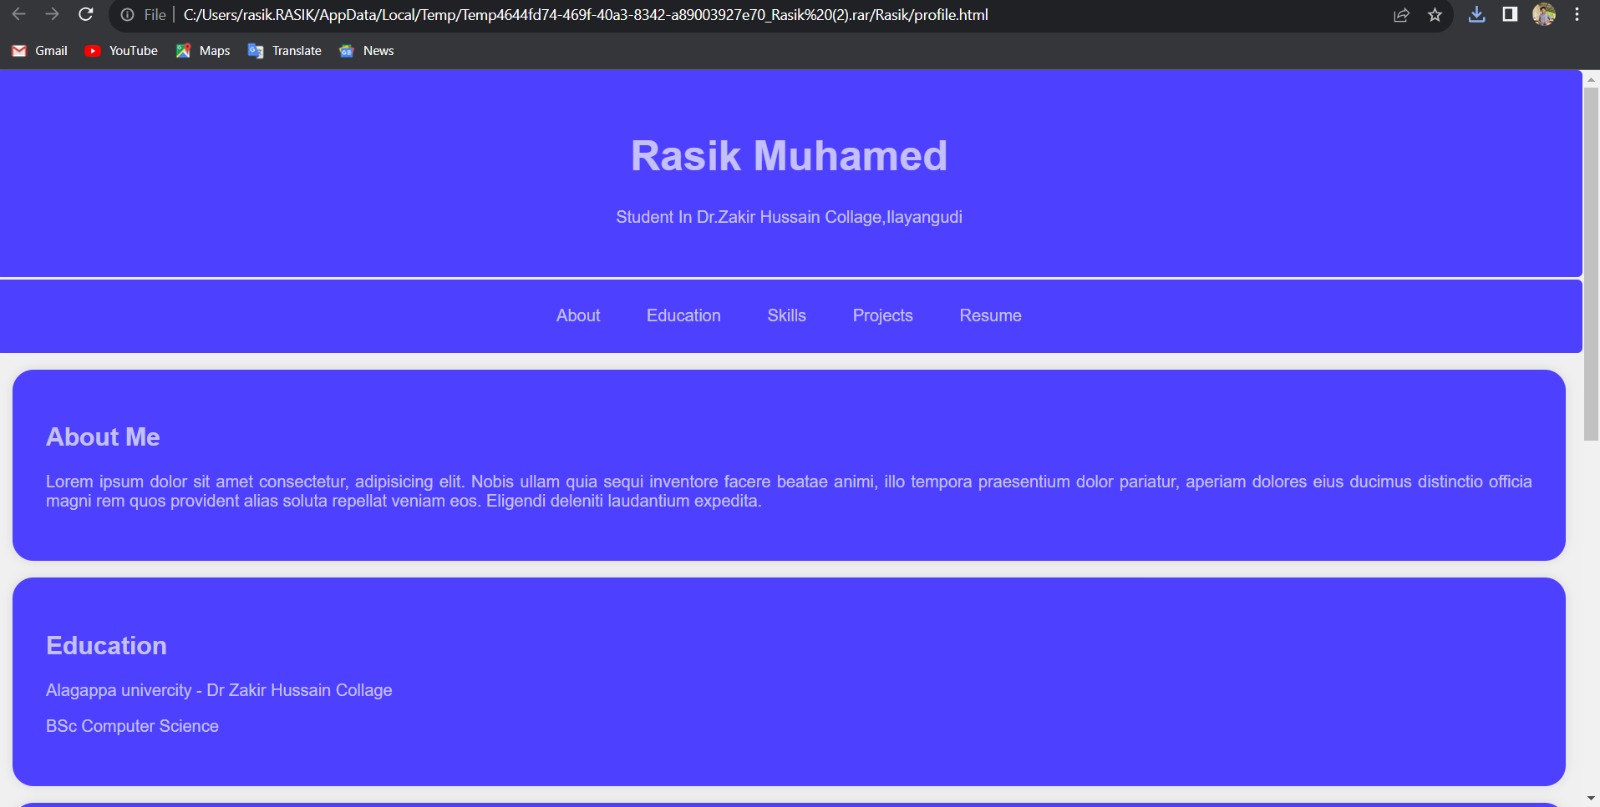 File C:/Users/rasik.RASIK/AppData/Local/Temp/Temp4644fd74-469f-40a3-8342-a89003927e70_Rasik%20(2).rar/Rasik/profile.html
Gmail YouTube Maps Translate News
Rasik Muhamed
Student In Dr.Zakir Hussain Collage,Ilayangudi
About Education Skills Projects Resume
About Me
Lorem ipsum dolor sit amet consectetur, adipisicing elit. Nobis ullam quia sequi inventore facere beatae animi, illo tempora praesentium dolor pariatur, aperiam dolores eius ducimus distinctio officia
magni rem quos provident alias soluta repellat veniam eos. Eligendi deleniti laudantium expedita.
Education
Alagappa univercity - Dr Zakir Hussain Collage
BSc Computer Science